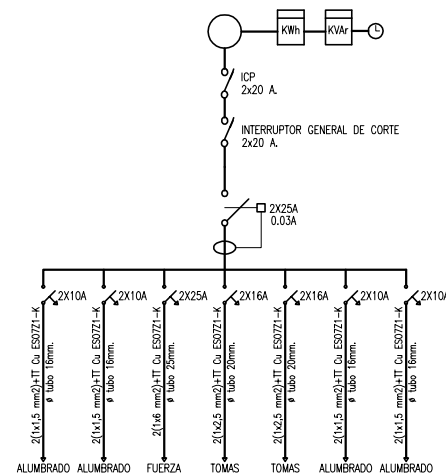 KWh
KVAr
ICP
2x20 A.
INTERRUPTOR GENERAL DE CORTE
2x20 A.
2X25A
0.03A
2X10A
2X10A
2X25A
2X16A
2X16A
2X10A
2X10A
2(1x1,5 mm2)+TT Cu ES07Z1-K
ø tubo 16mm.
2(1x1,5 mm2)+TT Cu ES07Z1-K
ø tubo 16mm.
2(1x6 mm2)+TT Cu ES07Z1-K
ø tubo 25mm.
2(1x2,5 mm2)+TT Cu ES07Z1-K
ø tubo 20mm.
2(1x2,5 mm2)+TT Cu ES07Z1-K
ø tubo 20mm.
2(1x1,5 mm2)+TT Cu ES07Z1-K
ø tubo 16mm.
2(1x1,5 mm2)+TT Cu ES07Z1-K
ø tubo 16mm.
ALUMBRADO
ALUMBRADO
FUERZA
TOMAS
TOMAS
ALUMBRADO
ALUMBRADO